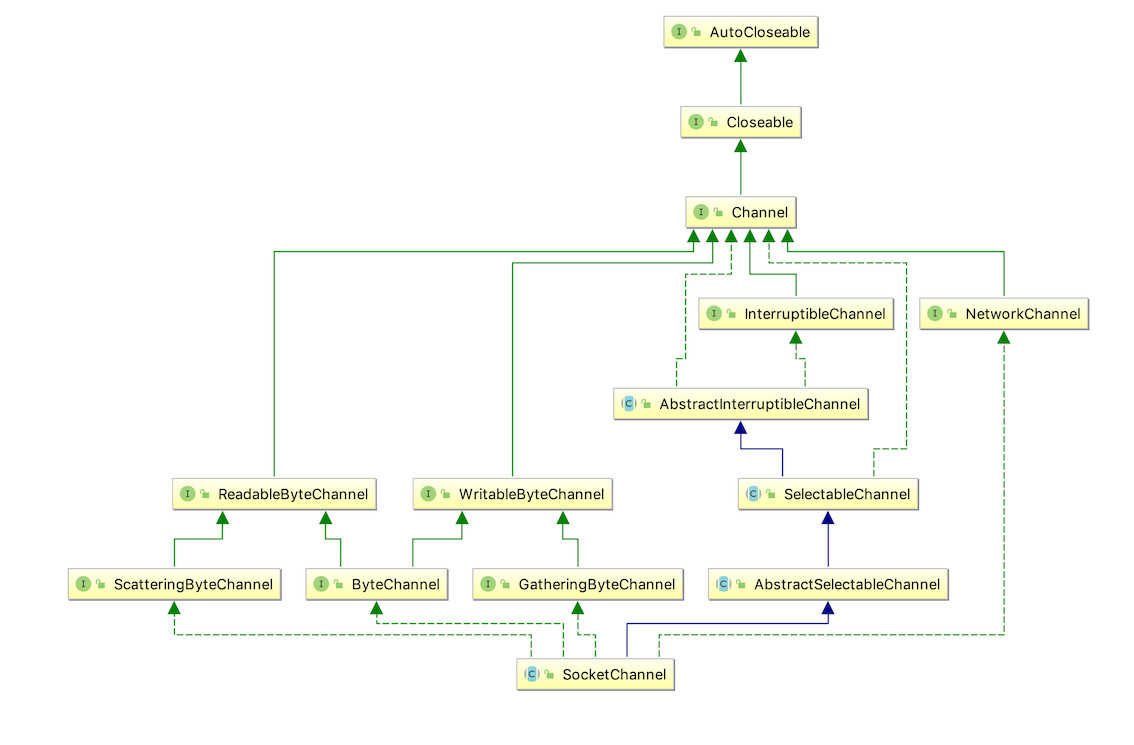 AutoCloseable
Closeable
Channel
InterruptibleChannel
NetworkChannel
AbstractInterruptibleChannel
ReadableByteChannel
WritableByteChannel
SelectableChannel
ScatteringByteChannel
ByteChannel
GatheringByteChannel
AbstractSelectableChannel
SocketChannel